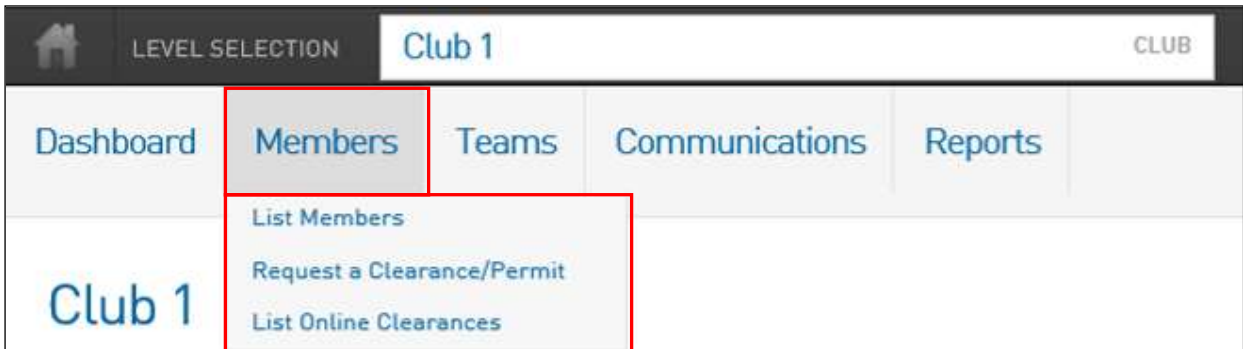 LEVEL SELECTION Club 1 CLUB
Dashboard Members Teams Communications Reports
List Members
Request a Clearance/Permit
Club 1
List Online Clearances